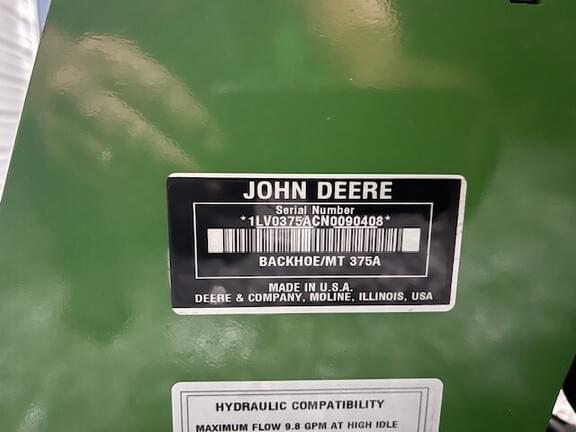 JOHN DEERE
Serial Number
*1LV0375ACN0090408*
BACKHOE/MT 375A
MADE IN U.S.A.
DEERE & COMPANY, MOLINE, ILLINOIS, USA
HYDRAULIC COMPATIBILITY
MAXIMUM FLOW 9.8 GPM AT HIGH IDLE